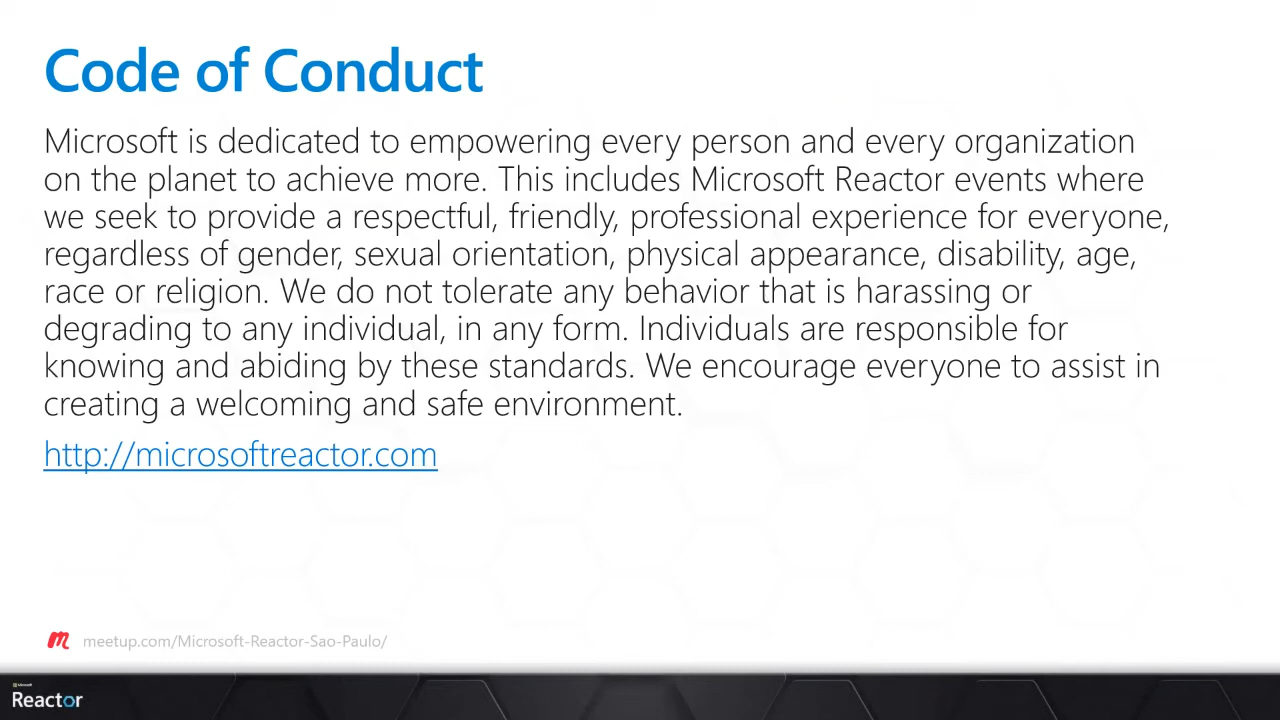 Code of Conduct
Microsoft is dedicated to empowering every person and every organization
on the planet to achieve more. This includes Microsoft Reactor events where
we seek to provide a respectful, friendly, professional experience for everyone,
regardless of gender, sexual orientation, physical appearance, disability, age,
race or religion. We do not tolerate any behavior that is harassing or
degrading to any individual, in any form. Individuals are responsible for
knowing and abiding by these standards. We encourage everyone to assist in
creating a welcoming and safe environment.
http://microsoftreactor.com
meetup.com/Microsoft-Reactor-Sao-Paulo/
Microsoft
Reactor